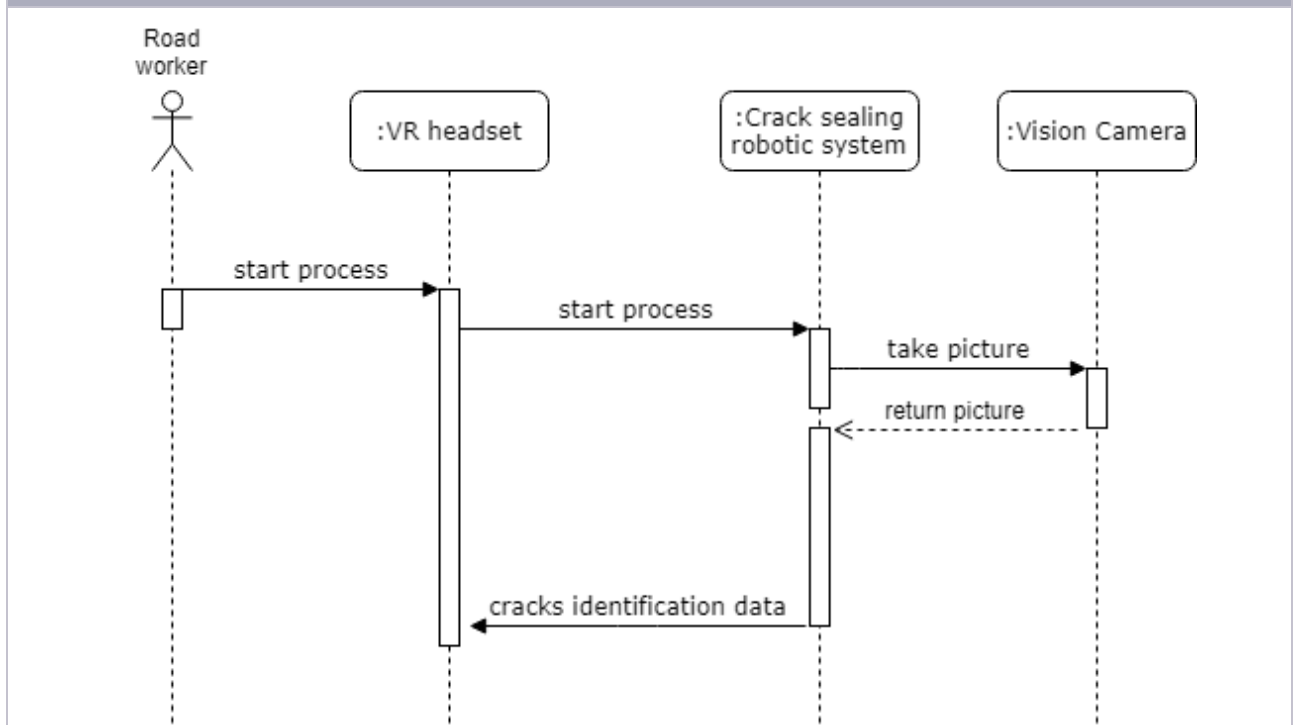 Road
worker
:VR headset
:Crack sealing
robotic system
:Vision Camera
start process
start process
take picture
return picture
cracks identification data